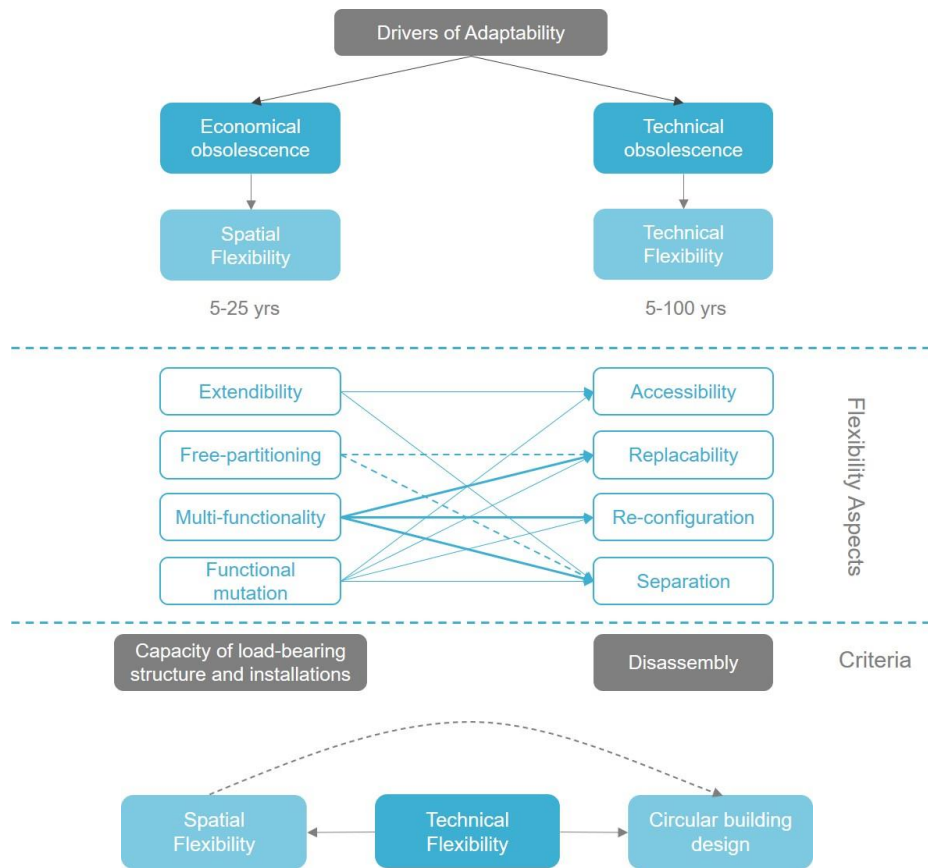 Drivers of Adaptability
Economical
obsolescence
Technical
obsolescence
Spatial
Flexibility
Technical
Flexibility
5-25 yrs
5-100 yrs
Extendibility
Accessibility
Free-partitioning
Replacability
Multi-functionality
Re-configuration
Functional
mutation
Separation
Flexibility Aspects
Capacity of load-bearing
structure and installations
Disassembly
Criteria
Spatial
Flexibility
Technical
Flexibility
Circular building
design